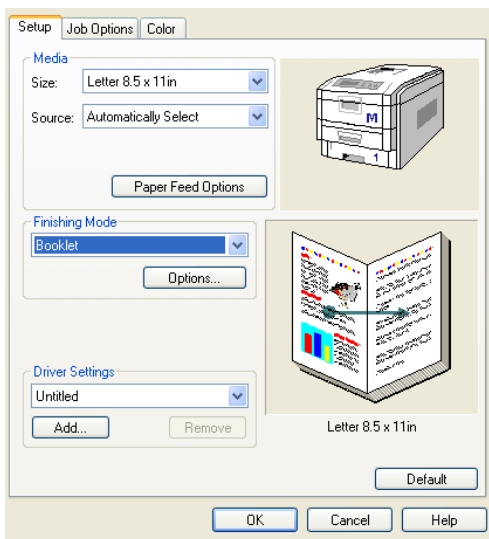 Setup Job Options Color
Media
Size: Letter 8.5 x 11in
Source: Automatically Select
Paper Feed Options
M
1
Finishing Mode
Booklet
Options...
Driver Settings
Untitled
Add... Remove
Letter 8.5 x 11in
Default
OK Cancel Help